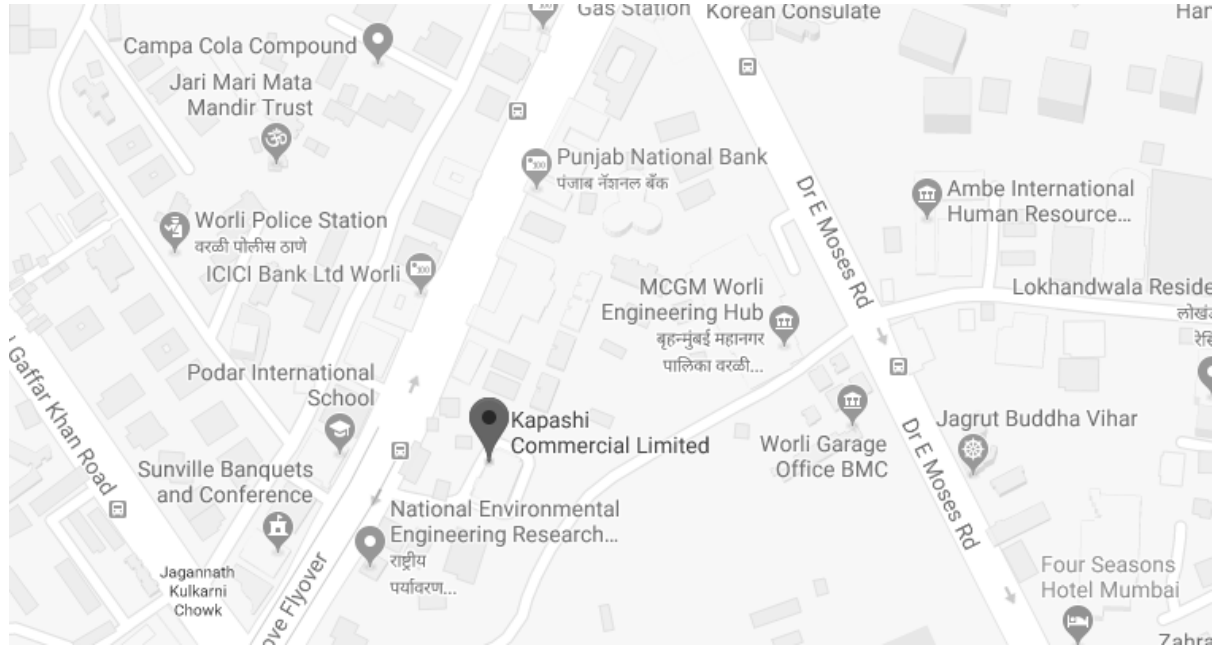 Gas Station
Korean Consulate
Han
Campa Cola Compound
Jari Mari Mata
Mandir Trust
Punjab National Bank
पंजाब नॅशनल बँक
Ambe International
Human Resource...
Worli Police Station
वरळी पोलीस ठाणे
ICICI Bank Ltd Worli
Dr E Moses Rd
MCGM Worli
Engineering Hub
बृहन्मुंबई महानगर
पालिका वरळी...
Lokhandwala Reside
लोखं
रेसि
Podar International
School
Gaffar Khan Road
Kapashi
Commercial Limited
Worli Garage
Office BMC
Jagrut Buddha Vihar
Dr E Moses Rd
Sunville Banquets
and Conference
National Environmental
Engineering Research...
राष्ट्रीय
पर्यावरण...
Jagannath
Kulkarni
Chowk
ove Flyover
Four Seasons
Hotel Mumbai
Zahra